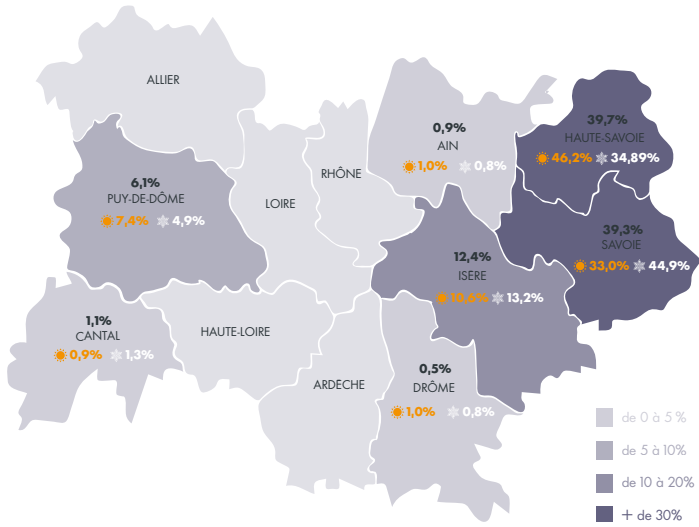 ALLIER
39,7%
HAUTE-SAVOIE
46,2% 34,89%
0,9%
AIN
1,0% 0,8%
RHÔNE
6,1%
PUY-DE-DÔME
7,4% 4,9%
LOIRE
39,3%
SAVOIE
33,0% 44,9%
12,4%
ISÈRE
10,6% 13,2%
1,1%
CANTAL
0,9% 1,3%
HAUTE-LOIRE
ARDÈCHE
0,5%
DRÔME
1,0% 0,8%
de 0 à 5 %
de 5 à 10%
de 10 à 20%
+ de 30%